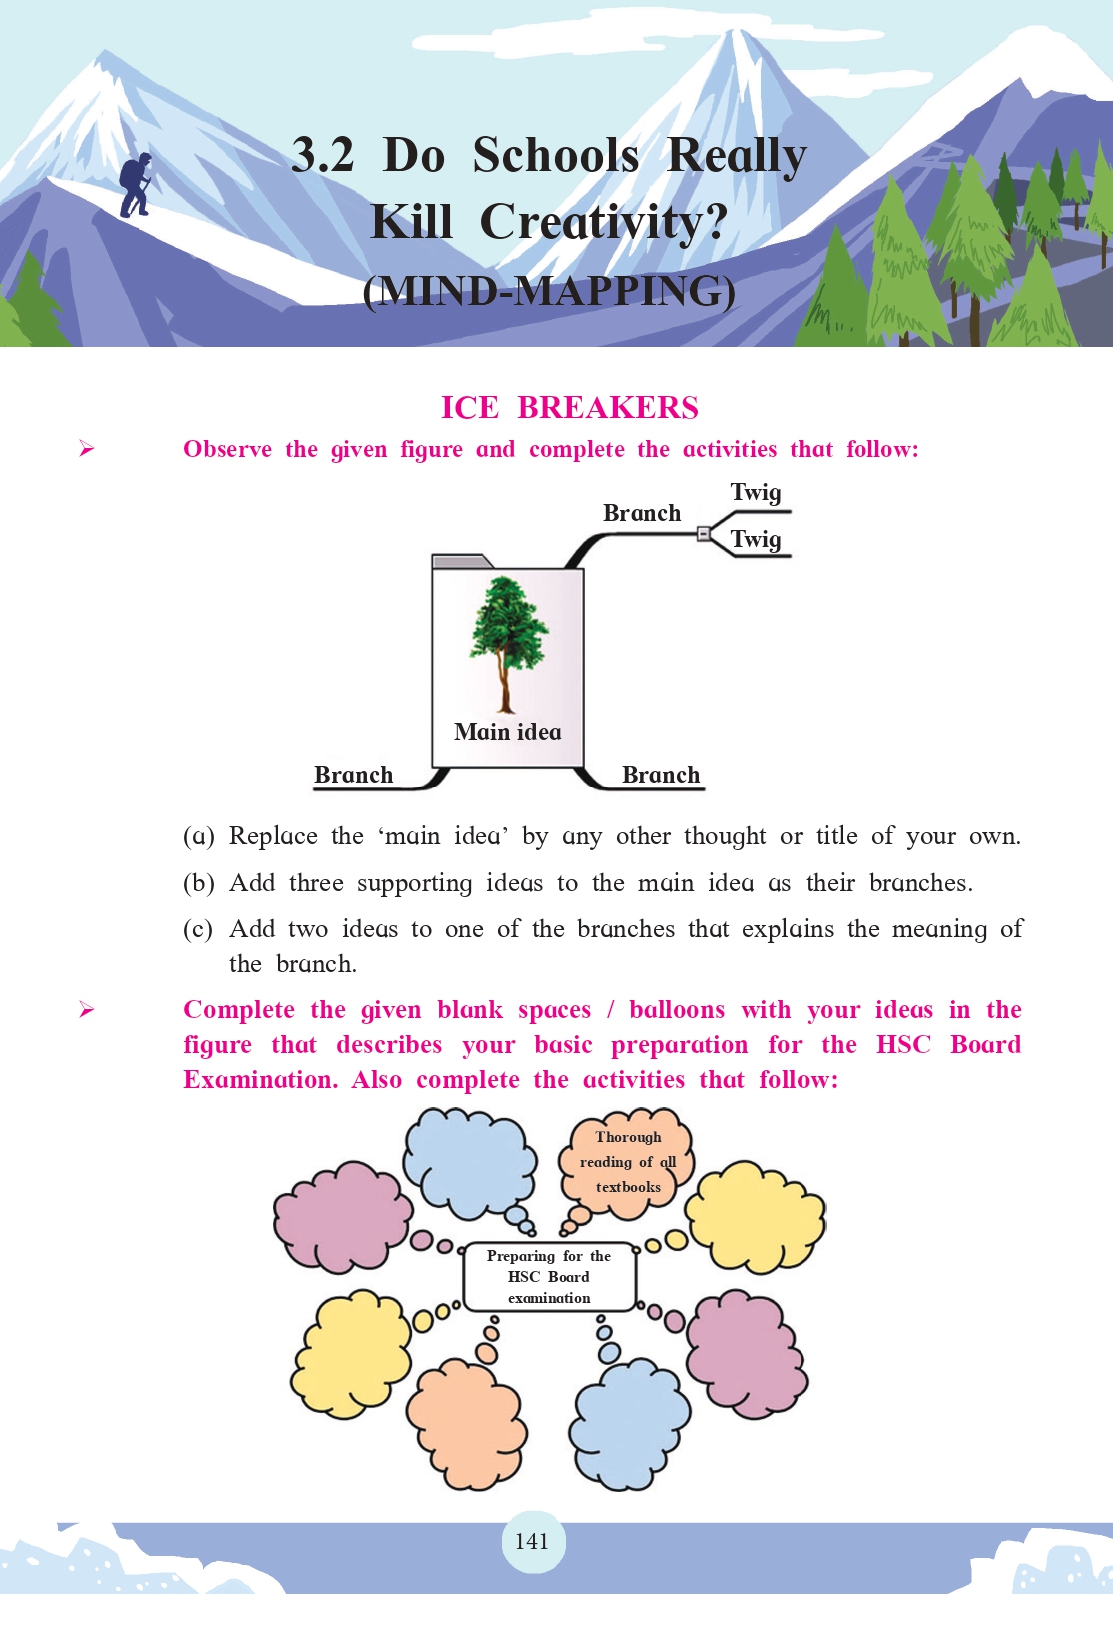 3.2 Do Schools Really
Kill Creativity?
(MIND-MAPPING)
ICE BREAKERS
➢ Observe the given figure and complete the activities that follow:
Twig
Branch
Twig
Main idea
Branch
Branch
(a) Replace the ‘main idea’ by any other thought or title of your own.
(b) Add three supporting ideas to the main idea as their branches.
(c) Add two ideas to one of the branches that explains the meaning of
the branch.
➢ Complete the given blank spaces / balloons with your ideas in the
figure that describes your basic preparation for the HSC Board
Examination. Also complete the activities that follow:
Thorough
reading of all
textbooks
Preparing for the
HSC Board
examination
141